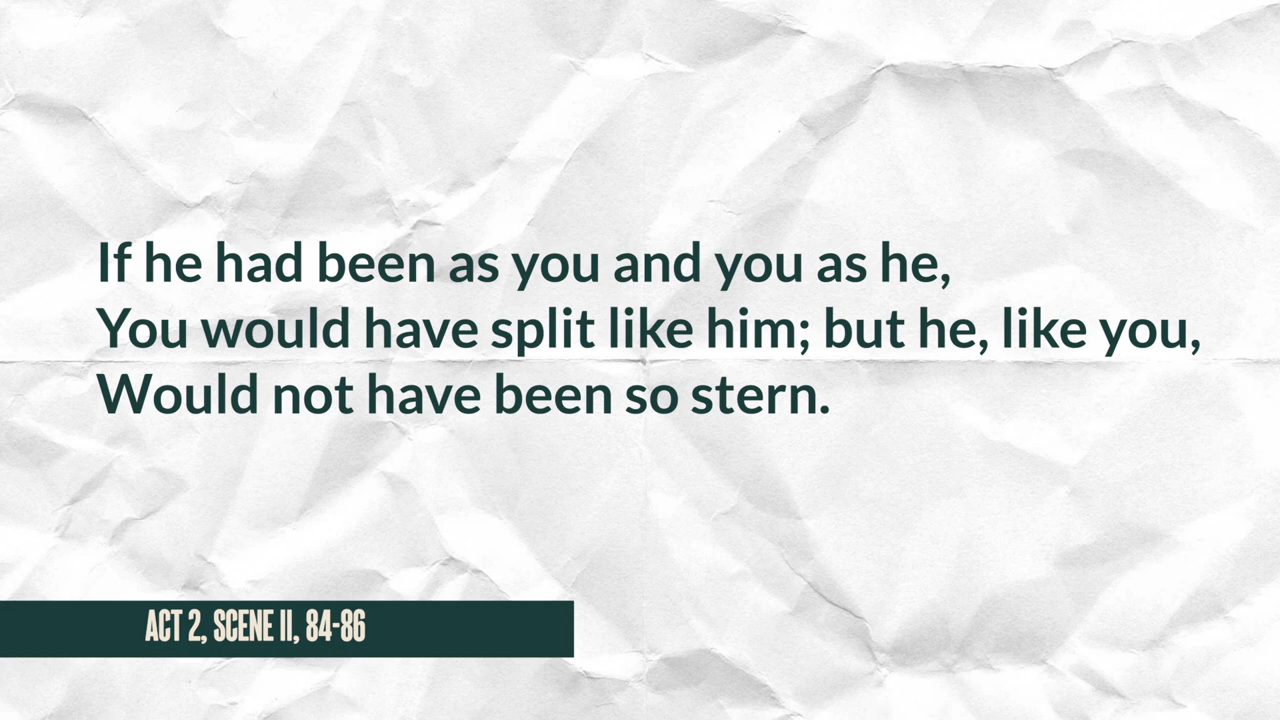 If he had been as you and you as he,
You would have split like him; but he, like you,
Would not have been so stern.
ACT 2, SCENE II, 84-86